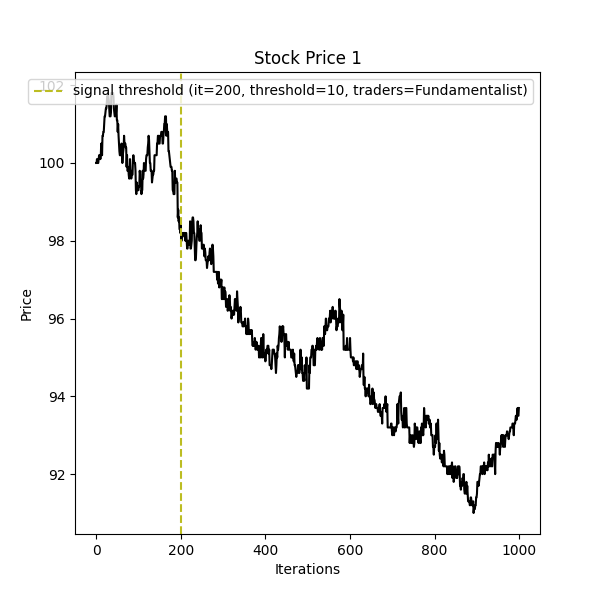 Stock Price 1
102
signal threshold (it=200, threshold=10, traders=Fundamentalist)
100
98
96
94
92
Price
0 200 400 600 800 1000
Iterations